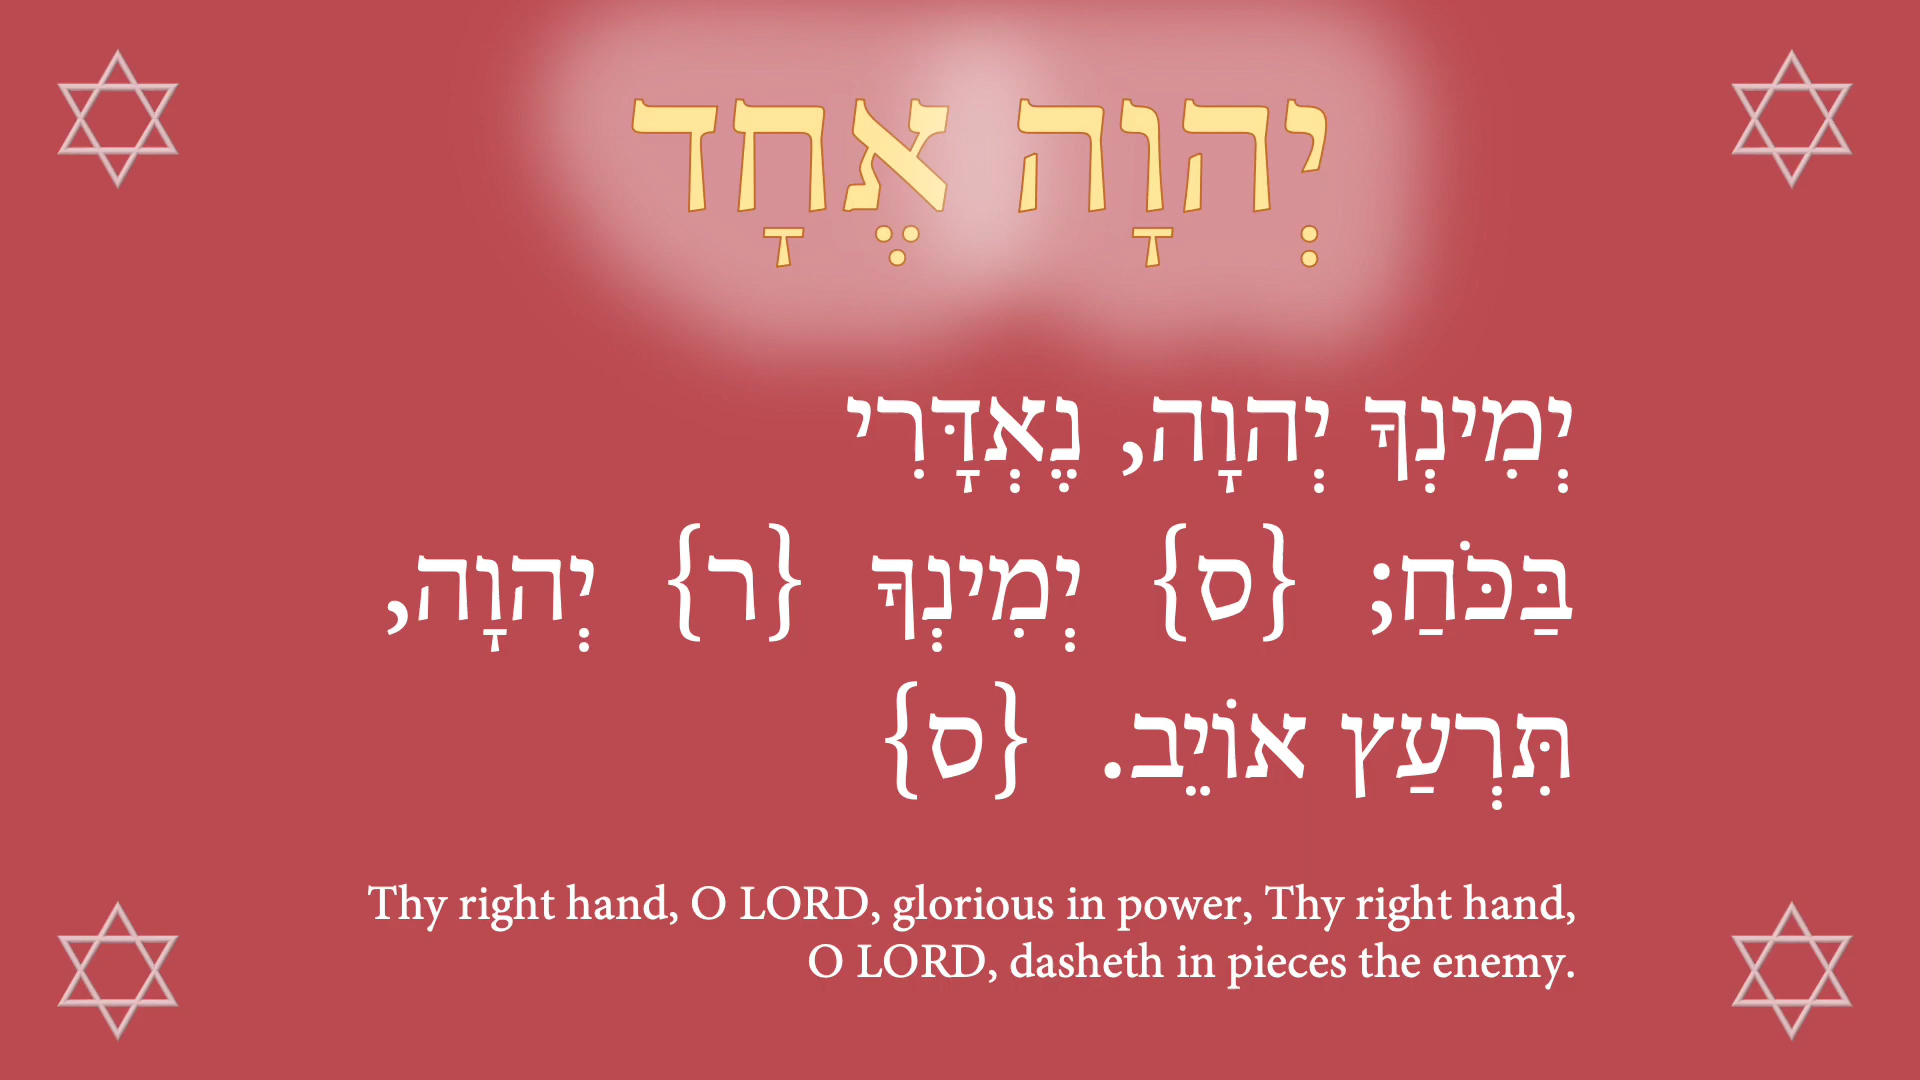 יְהוָה אֶחָד
יְמִינְךָ יְהוָה, נֶאְדָּרִי
בַּכֹּחַ; {ס} יְמִינְךָ {ר} יְהוָה,
תִּרְעַץ אוֹיֵב. {ס}
Thy right hand, O LORD, glorious in power, Thy right hand,
O LORD, dasheth in pieces the enemy.